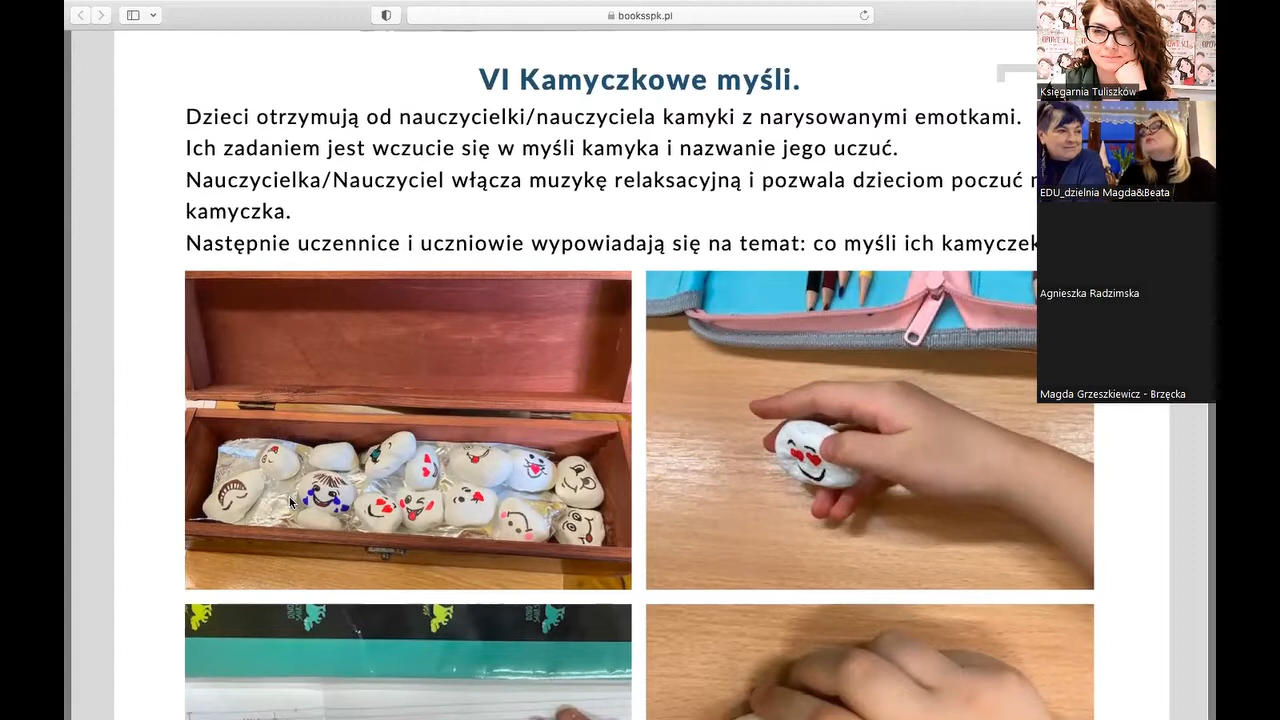 booksspk.pl
VI Kamyczkowe myśli.
Dzieci otrzymują od nauczycielki/nauczyciela kamyki z narysowanymi emotkami.
Ich zadaniem jest wczucie się w myśli kamyka i nazwanie jego uczuć.
Nauczycielka/Nauczyciel włącza muzykę relaksacyjną i pozwala dzieciom poczuć
kamyczka.
Następnie uczennice i uczniowie wypowiadają się na temat: co myśli ich kamyczek
Księgarnia Tuliszków
EDU_dzielnia Magda&Beata
Agnieszka Radzimska
Magda Grzeszkiewicz - Brzęcka